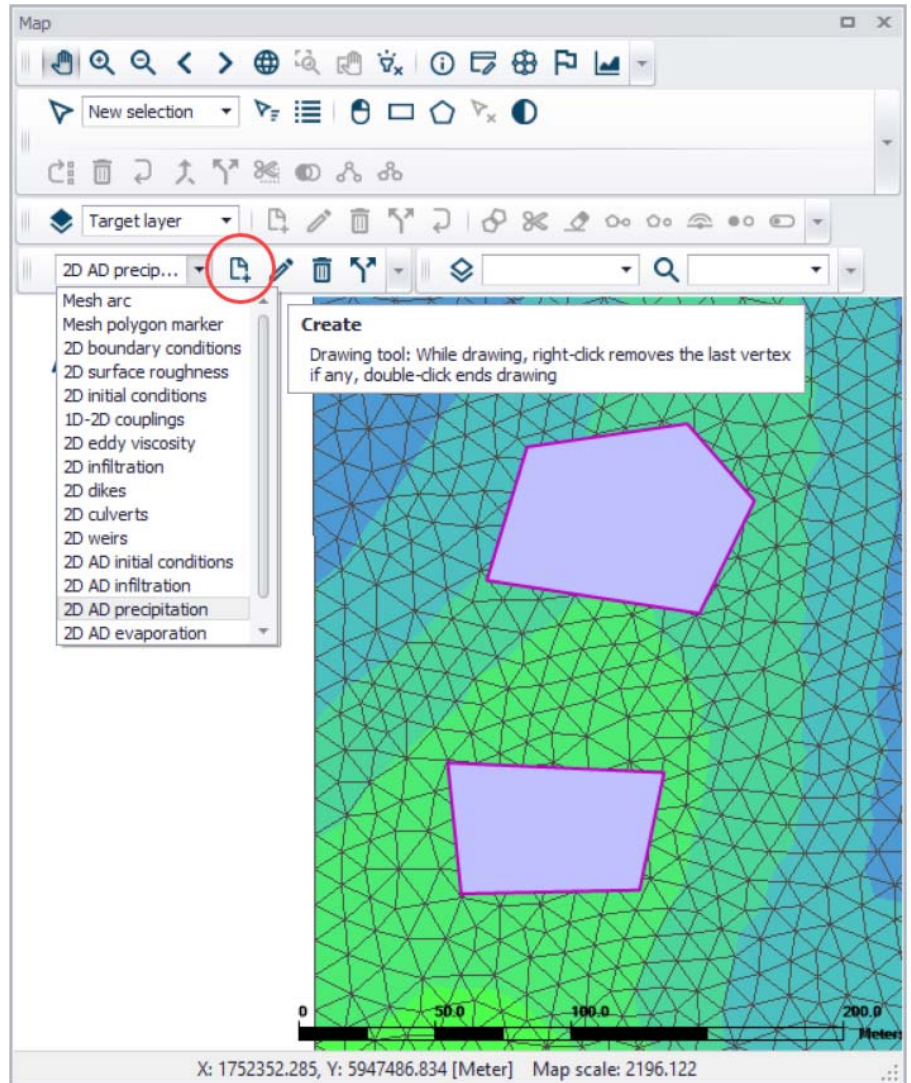 Map
New selection
Target layer
2D AD precip...
Mesh arc
Mesh polygon marker
2D boundary conditions
2D surface roughness
2D initial conditions
1D-2D couplings
2D eddy viscosity
2D infiltration
2D dikes
2D culverts
2D weirs
2D AD initial conditions
2D AD infiltration
2D AD precipitation
2D AD evaporation
Create
Drawing tool: While drawing, right-click removes the last vertex
if any, double-click ends drawing
0 50.0 100.0 200.0
X: 1752352.285, Y: 5947486.834 [Meter] Map scale: 2196.122